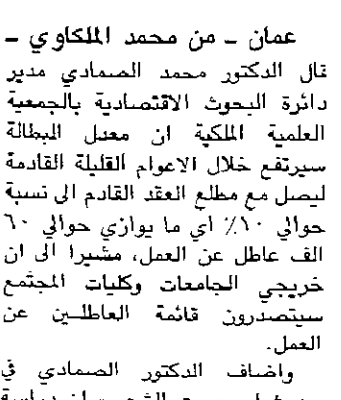 عمان ـ من محمد الملكاوي ـ
قال الدكتور محمد الصمادي مدير
دائرة البحوث الاقتصادية بالجمعية
العلمية الملكية ان معدل البطالة
سيرتفع خلال الاعوام القليلة القادمة
ليصل مع مطلع العقد القادم الى نسبة
حوالي ١٠٪ اي ما يوازي حوالي ٦٠
الف عاطل عن العمل، مشيرا الى ان
خريجي الجامعات وكليات المجتمع
سيتصدرون قائمة العاطلين عن
العمل.
واضاف الدكتور الصمادي في